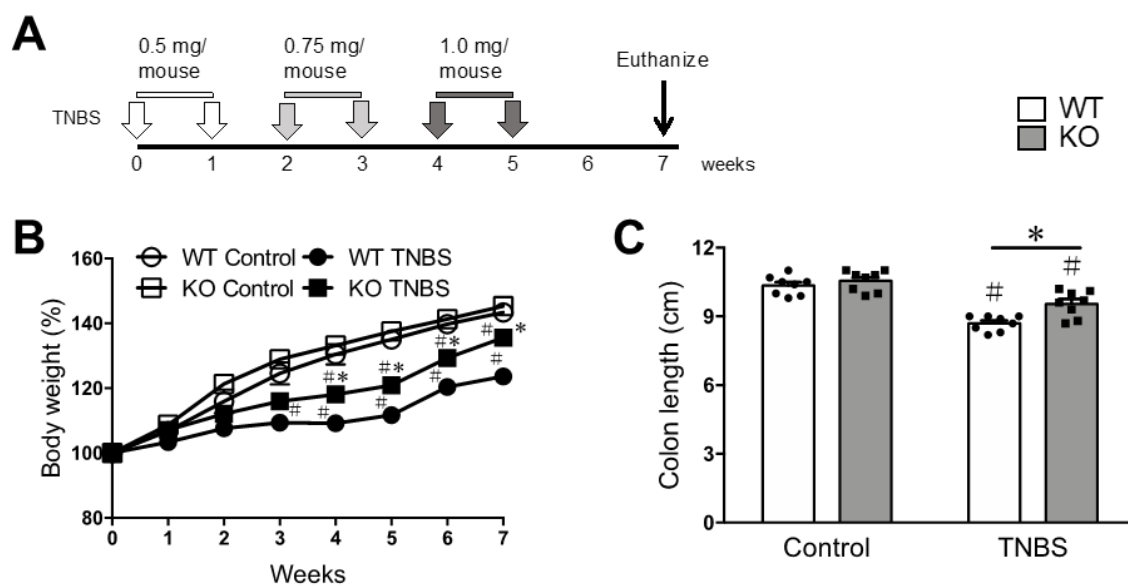 A
0.5 mg/
mouse
0.75 mg/
mouse
1.0 mg/
mouse
Euthanize
TNBS
0 1 2 3 4 5 6 7 weeks
WT
KO
B
WT Control
WT TNBS
KO Control
KO TNBS
Body weight (%)
160
140
120
100
80
# # # # #
#* #* #* # *
0 1 2 3 4 5 6 7
Weeks
C
Colon length (cm)
12
9
6
3
0
*
# #
Control TNBS